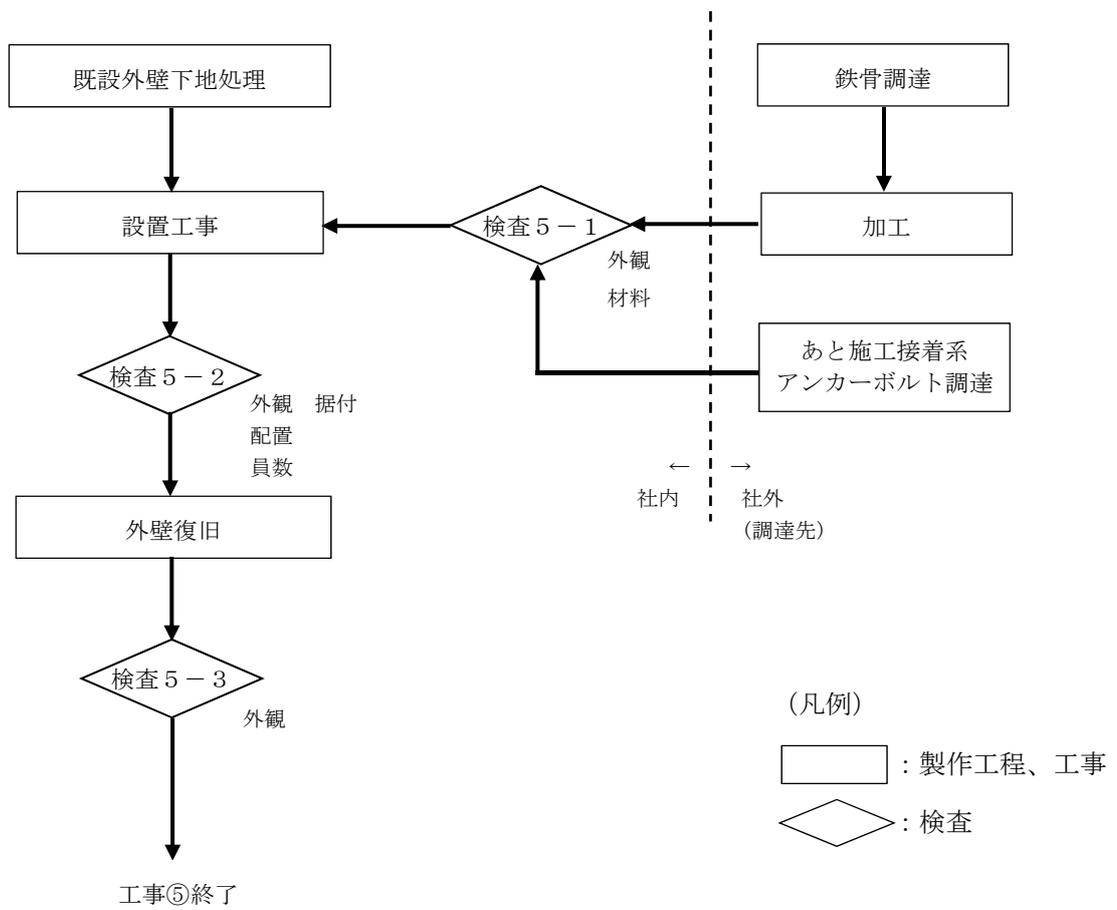 既設外壁下地処理
鉄骨調達
設置工事
検査５－１
加工
外観
材料
あと施工接着系
アンカーボルト調達
検査５－２
外観　据付
配置
員数
←　→
社内　社外
（調達先）
外壁復旧
検査５－３
外観
（凡例）
：製作工程、工事
：検査
工事⑤終了